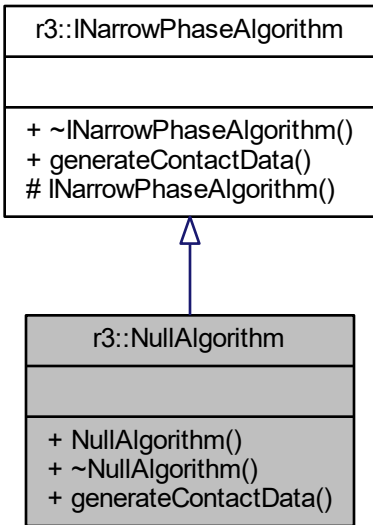 r3::INarrowPhaseAlgorithm
+ ~INarrowPhaseAlgorithm()
+ generateContactData()
# INarrowPhaseAlgorithm()
r3::NullAlgorithm
+ NullAlgorithm()
+ ~NullAlgorithm()
+ generateContactData()